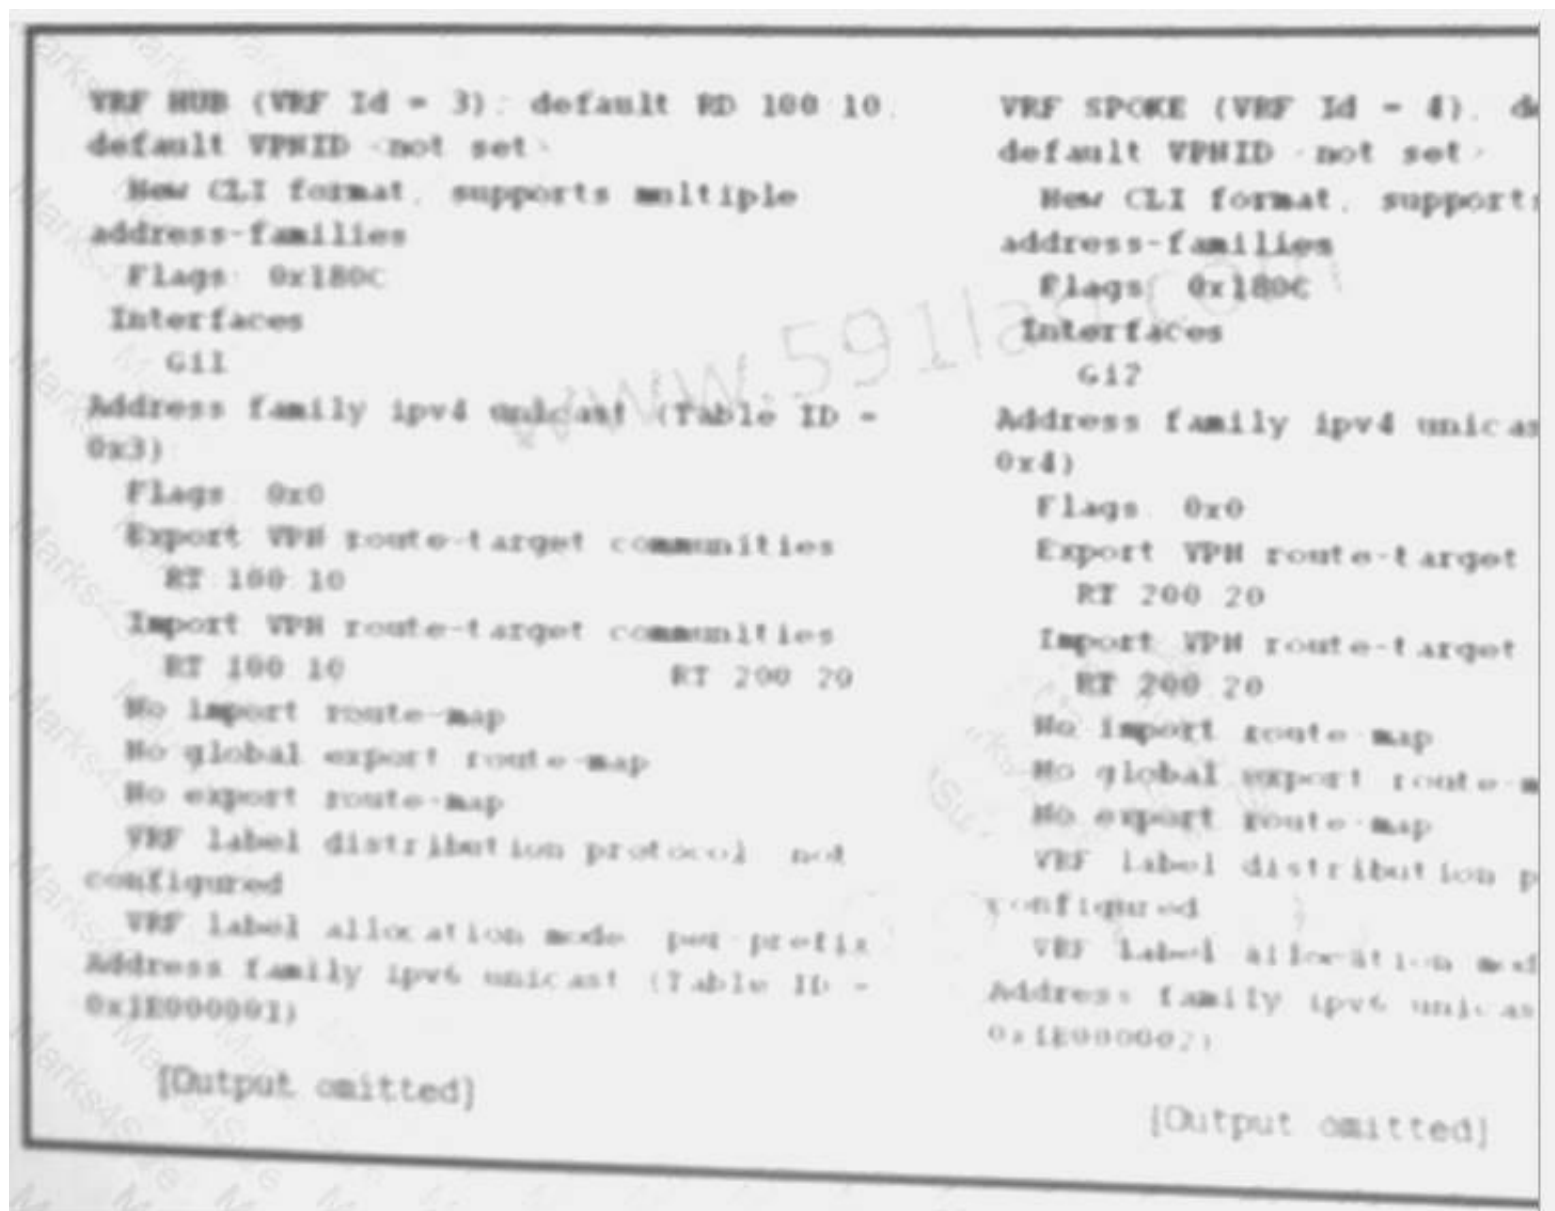 VRF HUB (VRF Id = 3); default RD 100:10;
default VPNID <not set>
New CLI format, supports multiple
address-families
Flags: 0x180C
Interfaces:
Gi1
Address family ipv4 unicast (Table ID =
0x3):
Flags: 0x0
Export VPN route-target communities
RT:100:10
Import VPN route-target communities
RT:100:10 RT:200:20
No import route-map
No global export route-map
No export route-map
VRF label distribution protocol: not
configured
VRF label allocation mode: per-prefix
Address family ipv6 unicast (Table ID =
0x1E000001):
[Output omitted]
VRF SPOKE (VRF Id = 4);
default VPNID <not set>
New CLI format, supports
address-families
Flags: 0x180C
Interfaces:
Gi2
Address family ipv4 unicas
0x4):
Flags: 0x0
Export VPN route-target
RT:200:20
Import VPN route-target
RT:200:20
No import route-map
No global export route-m
No export route-map
VRF label distribution p
configured
VRF label allocation mod
Address family ipv6 unicas
0x1E000002):
[Output omitted]